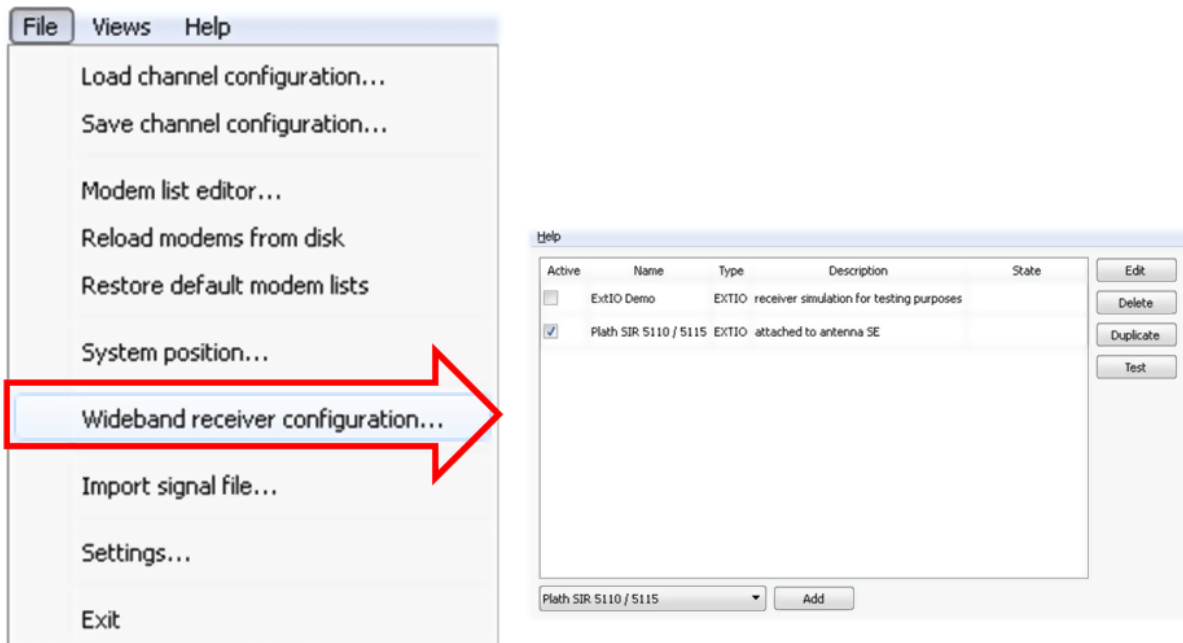 File Views Help
Load channel configuration...
Save channel configuration...
Modem list editor...
Reload modems from disk
Restore default modem lists
System position...
Wideband receiver configuration...
Import signal file...
Settings...
Exit
Help
Active Name Type Description State
ExtIO Demo EXTIO receiver simulation for testing purposes
Plath SIR 5110 / 5115 EXTIO attached to antenna SE
Edit
Delete
Duplicate
Test
Plath SIR 5110 / 5115 Add